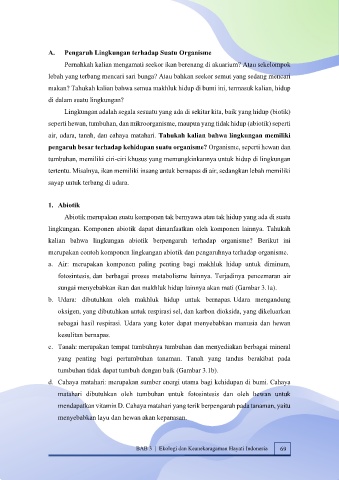 A. Pengaruh Lingkungan terhadap Suatu Organisme
Pernahkah kalian mengamati seekor ikan berenang di akuarium? Atau sekelompok
lebah yang terbang mencari sari bunga? Atau bahkan seekor semut yang sedang mencari
makan? Tahukah kalian bahwa semua makhluk hidup di bumi ini, termasuk kalian, hidup
di dalam suatu lingkungan?
Lingkungan adalah segala sesuatu yang ada di sekitar kita, baik yang hidup (biotik)
seperti hewan, tumbuhan, dan mikroorganisme, maupun yang tidak hidup (abiotik) seperti
air, udara, tanah, dan cahaya matahari. Tahukah kalian bahwa lingkungan memiliki
pengaruh besar terhadap kehidupan suatu organisme? Organisme, seperti hewan dan
tumbuhan, memiliki ciri-ciri khusus yang memungkinkannya untuk hidup di lingkungan
tertentu. Misalnya, ikan memiliki insang untuk bernapas di air, sedangkan lebah memiliki
sayap untuk terbang di udara.
1. Abiotik
Abiotik merupakan suatu komponen tak bernyawa atau tak hidup yang ada di suatu
lingkungan. Komponen abiotik dapat dimanfaatkan oleh komponen lainnya. Tahukah
kalian bahwa lingkungan abiotik berpengaruh terhadap organisme? Berikut ini
merupakan contoh komponen lingkungan abiotik dan pengaruhnya terhadap organisme.
a. Air: merupakan komponen paling penting bagi makhluk hidup untuk diminum,
fotosintesis, dan berbagai proses metabolisme lainnya. Terjadinya pencemaran air
sungai menyebabkan ikan dan makhluk hidup lainnya akan mati (Gambar 3.1a).
b. Udara: dibutuhkan oleh makhluk hidup untuk bernapas. Udara mengandung
oksigen, yang dibutuhkan untuk respirasi sel, dan karbon dioksida, yang dikeluarkan
sebagai hasil respirasi. Udara yang kotor dapat menyebabkan manusia dan hewan
kesulitan bernapas.
c. Tanah: merupakan tempat tumbuhnya tumbuhan dan menyediakan berbagai mineral
yang penting bagi pertumbuhan tanaman. Tanah yang tandus berakibat pada
tumbuhan tidak dapat tumbuh dengan baik (Gambar 3.1b).
d. Cahaya matahari: merupakan sumber energi utama bagi kehidupan di bumi. Cahaya
matahari dibutuhkan oleh tumbuhan untuk fotosintesis dan oleh hewan untuk
mendapatkan vitamin D. Cahaya matahari yang terik berpengaruh pada tanaman, yaitu
menyebabkan layu dan hewan akan kepanasan.
BAB 3 | Ekologi dan Keanekaragaman Hayati Indonesia 69